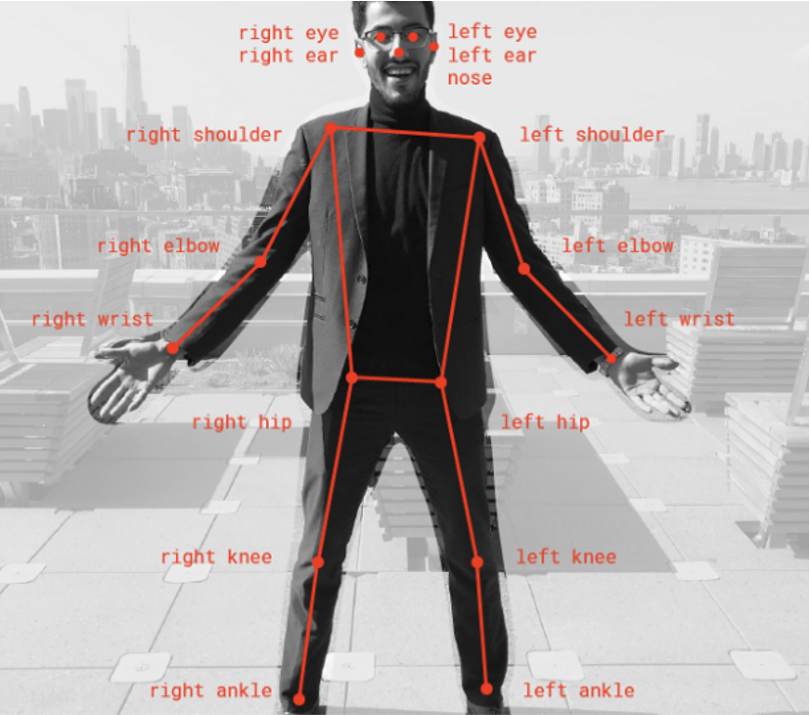 right eye
left eye
right ear
left ear
nose
right shoulder
left shoulder
right elbow
left elbow
right wrist
left wrist
right hip
left hip
right knee
left knee
right ankle
left ankle